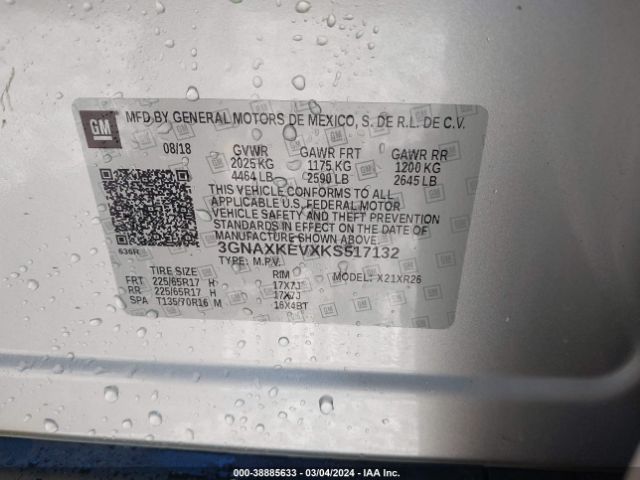 GM
MFD BY GENERAL MOTORS DE MEXICO, S. DE R.L. DE C.V.
08/18 GVWR GAWR FRT GAWR RR
2025 KG 1175 KG 1200 KG
4464 LB 2590 LB 2645 LB
THIS VEHICLE CONFORMS TO ALL
APPLICABLE U.S. FEDERAL MOTOR
VEHICLE SAFETY AND THEFT PREVENTION
STANDARDS IN EFFECT ON THE DATE OF
MANUFACTURE SHOWN ABOVE.
636R 3GNAXKEVXKS517132
TYPE: M.P.V. MODEL: X21XR26
TIRE SIZE RIM
FRT 225/65R17 H 17X7J
RR 225/65R17 H 17X7J
SPA T135/70R16 M 16X4BT
000-38885633 - 03/04/2024 - IAA Inc.